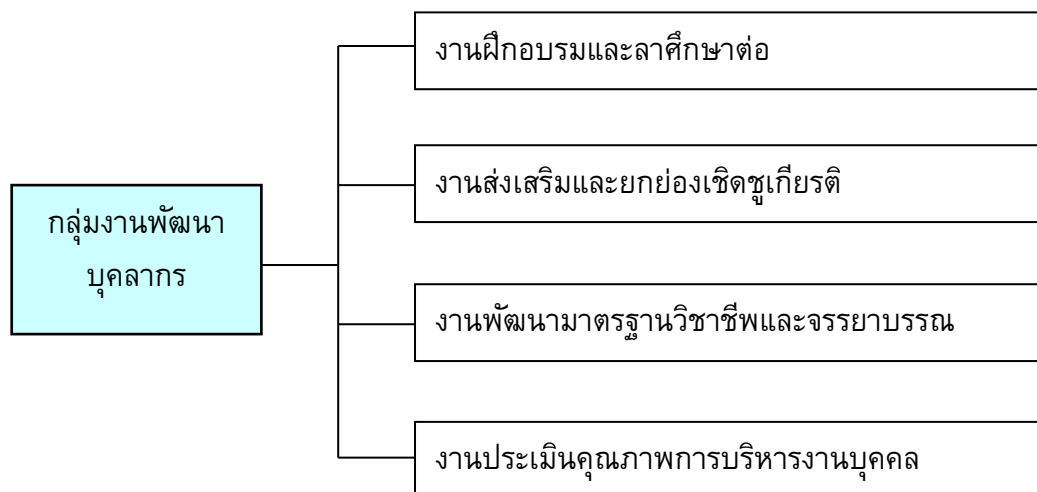 งานฝึกอบรมและลาศึกษาต่อ
งานส่งเสริมและยกย่องเชิดชูเกียรติ
กลุ่มงานพัฒนา
บุคลากร
งานพัฒนามาตรฐานวิชาชีพและจรรยาบรรณ
งานประเมินคุณภาพการบริหารงานบุคคล